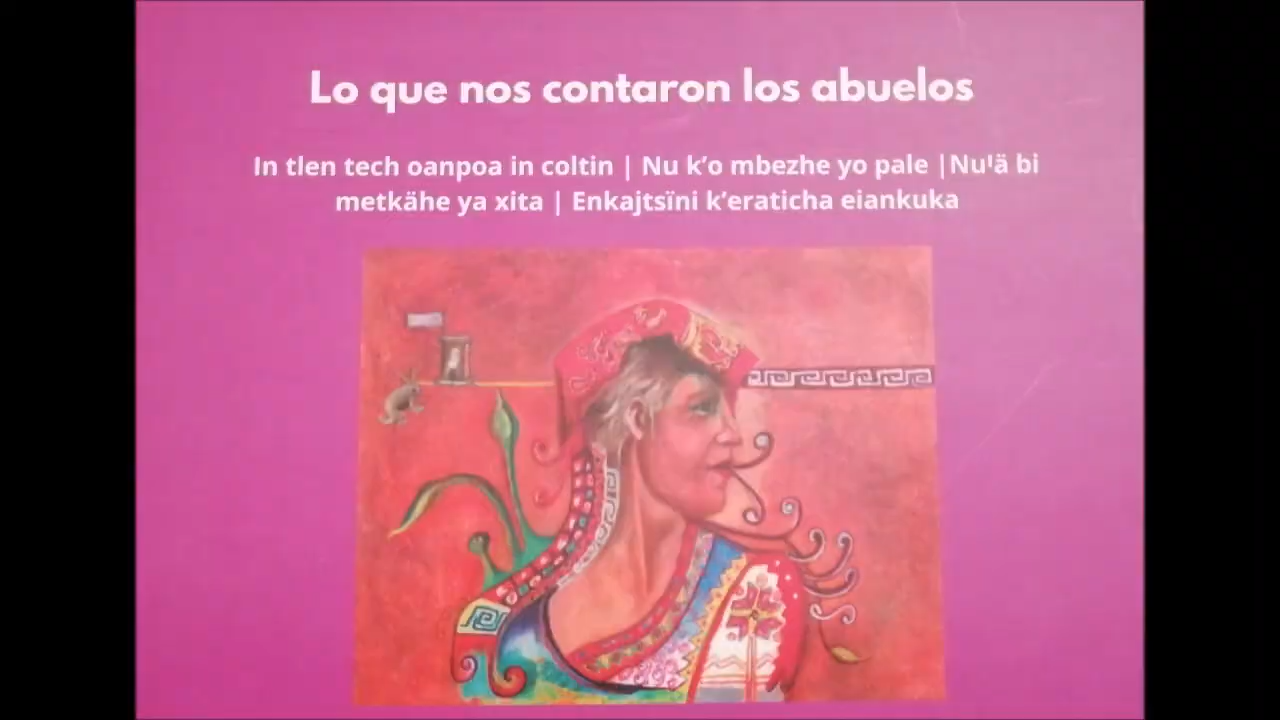 Lo que nos contaron los abuelos
In tlen tech oanpoa in coltin | Nu k’o mbezhe yo pale |Nuˈä bi
metkähe ya xita | Enkajtsïni k’eraticha eiankuka